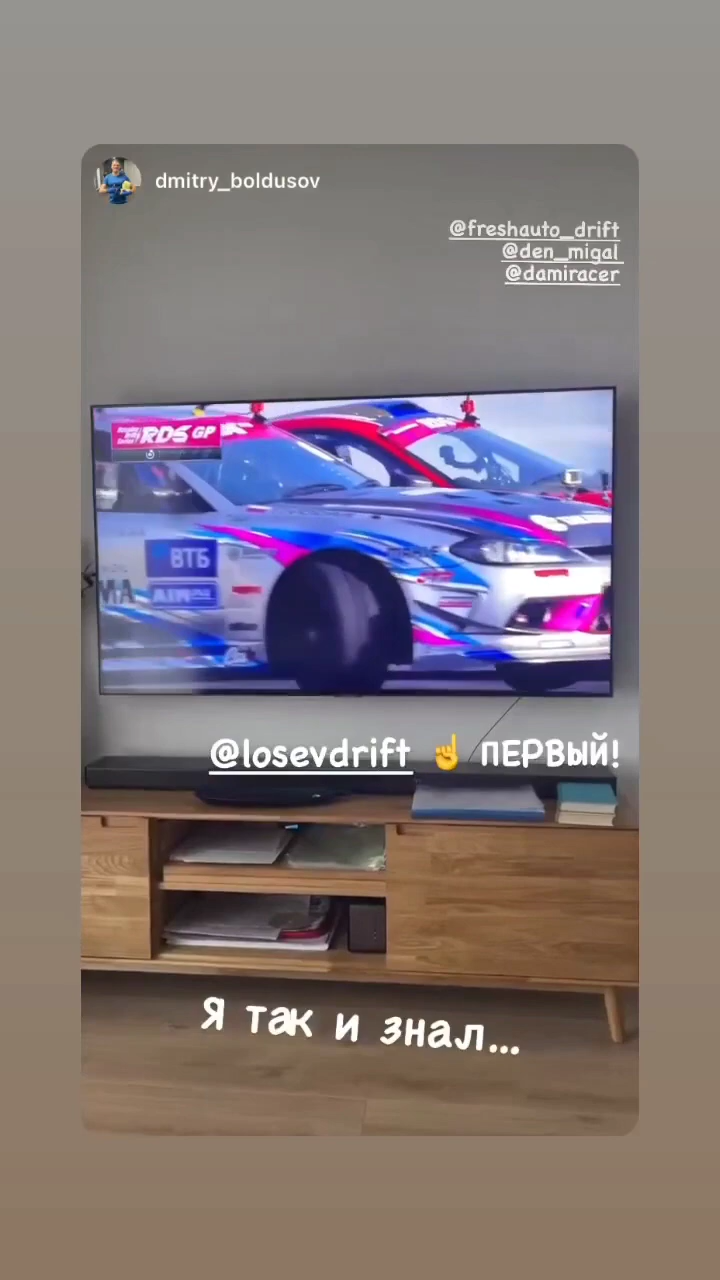 dmitry_boldusov
@freshauto_drift
@den_migal
@damiracer
RDS GP
ВТБ
@losevdrift ☝️ ПЕРВЫЙ!
Я так и знал...